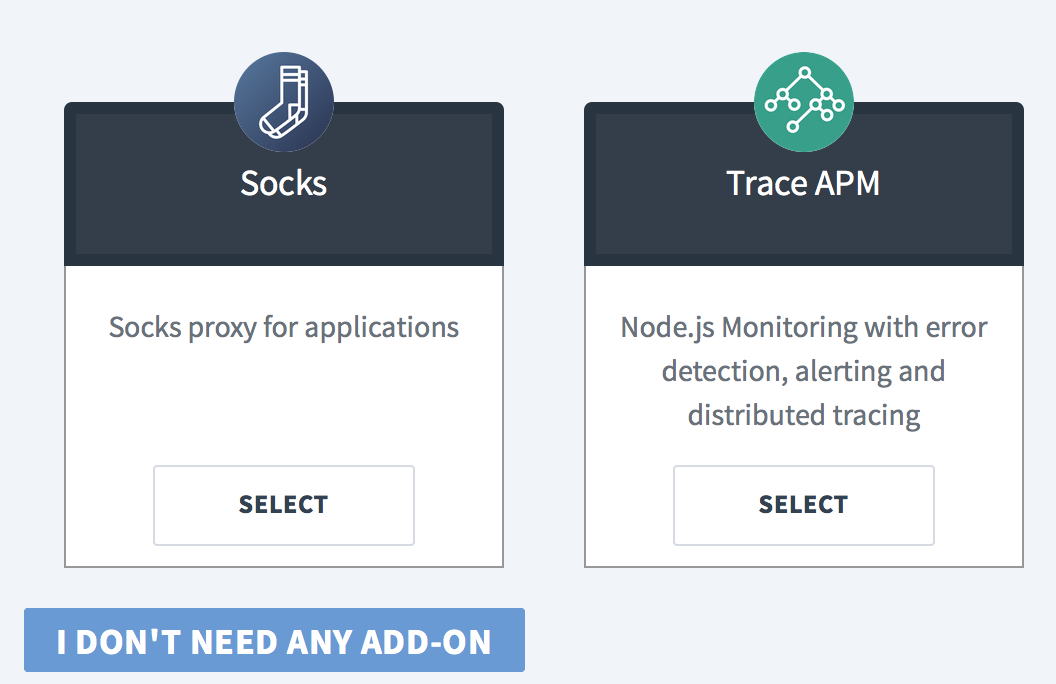 Socks
Socks proxy for applications
SELECT
Trace APM
Node.js Monitoring with error
detection, alerting and
distributed tracing
SELECT
I DON'T NEED ANY ADD-ON